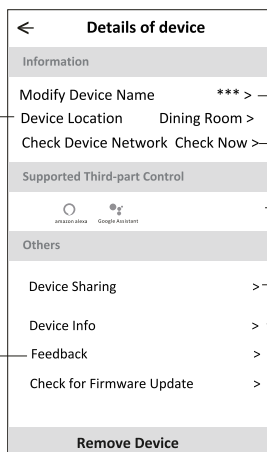 ← Details of device
Information
Modify Device Name *** >
Device Location Dining Room >
Check Device Network Check Now >
Supported Third-part Control
amazon alexa Google Assistant
Others
Device Sharing >
Device Info >
Feedback >
Check for Firmware Update >
Remove Device